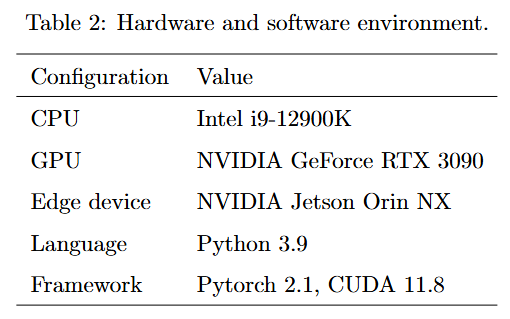 Table 2: Hardware and software environment.
Configuration Value
CPU Intel i9-12900K
GPU NVIDIA GeForce RTX 3090
Edge device NVIDIA Jetson Orin NX
Language Python 3.9
Framework Pytorch 2.1, CUDA 11.8